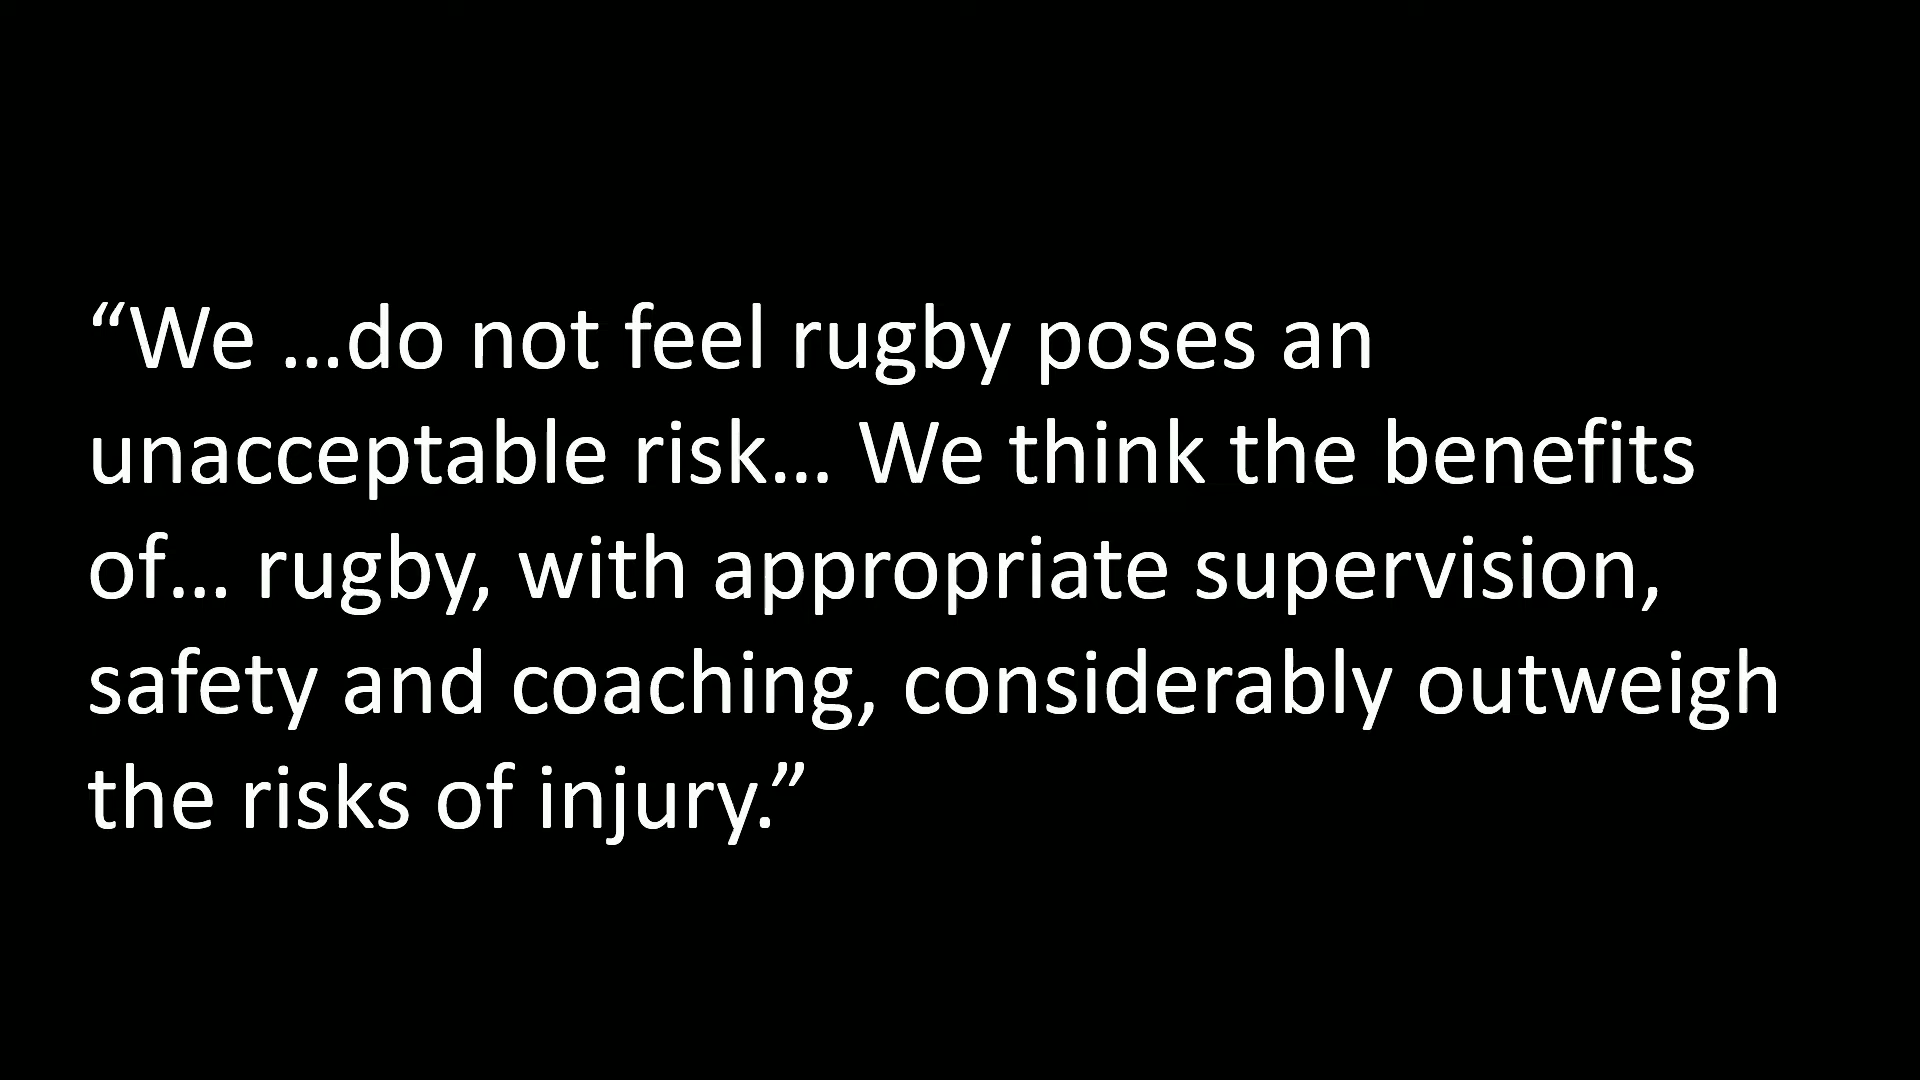 “We …do not feel rugby poses an
unacceptable risk… We think the benefits
of… rugby, with appropriate supervision,
safety and coaching, considerably outweigh
the risks of injury.”